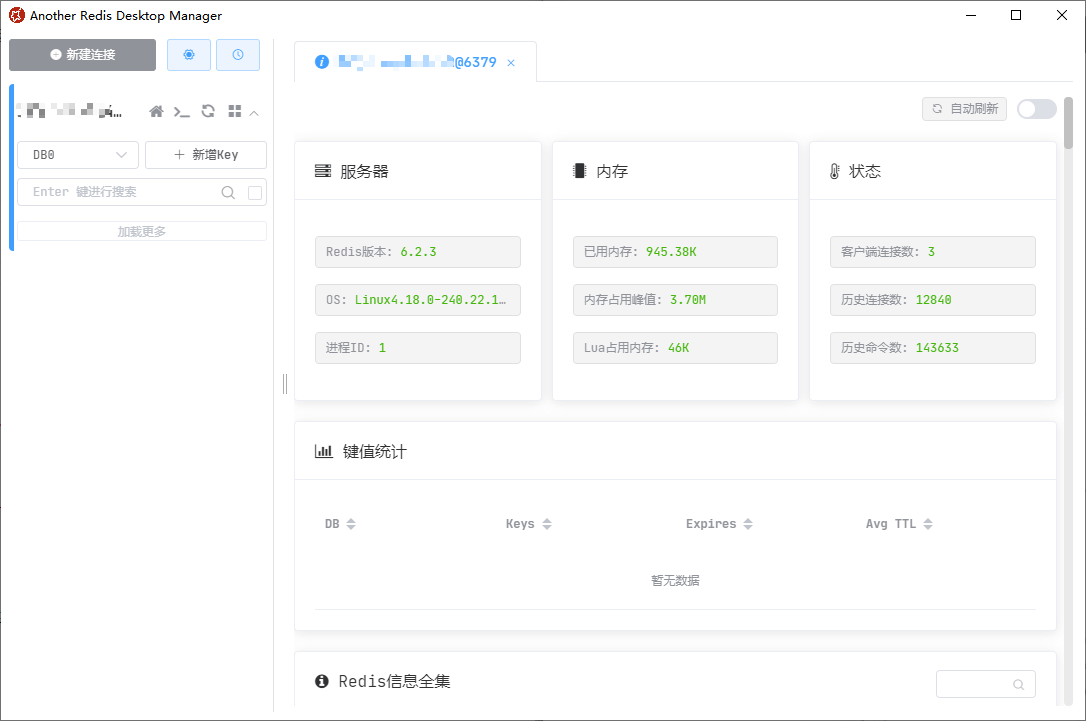 Another Redis Desktop Manager
新建连接
@6379
自动刷新
DB0
新增Key
Enter 键进行搜索
加载更多
服务器
Redis版本: 6.2.3
OS: Linux4.18.0-240.22.1…
进程ID: 1
内存
已用内存: 945.38K
内存占用峰值: 3.70M
Lua占用内存: 46K
状态
客户端连接数: 3
历史连接数: 12840
历史命令数: 143633
键值统计
DB Keys Expires Avg TTL
暂无数据
Redis信息全集